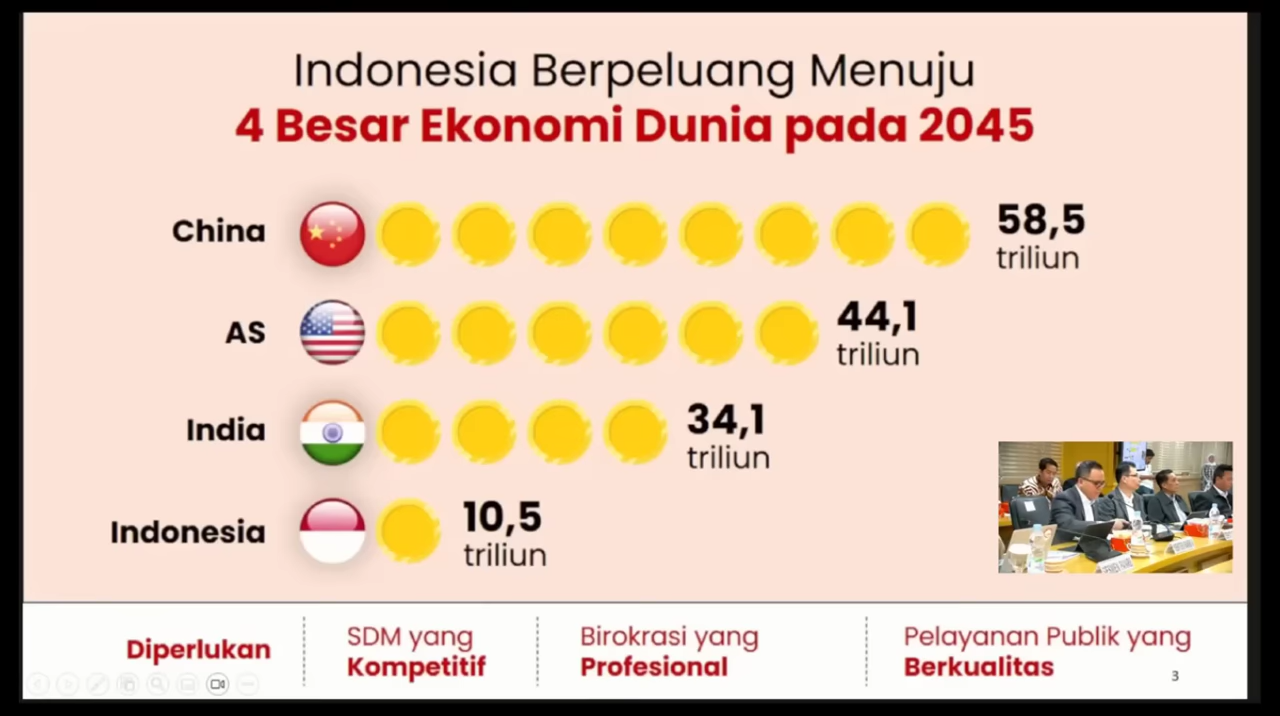 Indonesia Berpeluang Menuju
4 Besar Ekonomi Dunia pada 2045
China
58,5
triliun
AS
44,1
triliun
India
34,1
triliun
Indonesia
10,5
triliun
Diperlukan
SDM yang
Kompetitif
Birokrasi yang
Profesional
Pelayanan Publik yang
Berkualitas
3